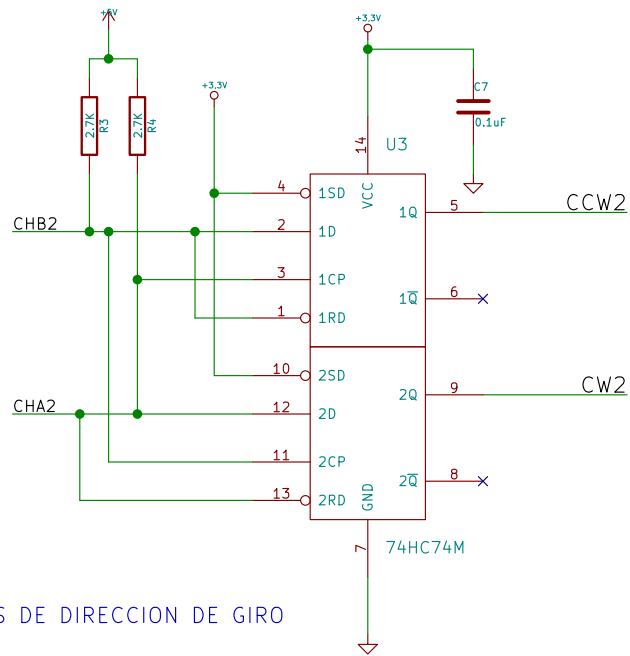 +5V
+3,3V
+3,3V
C7
0.1uF
2.7K
R3
2.7K
R4
14
U3
VCC
4
1SD
1Q
5
CCW2
CHB2
2
1D
3
1CP
1Q
6
1
1RD
10
2SD
2Q
9
CW2
CHA2
12
2D
11
2CP
2Q
8
13
2RD
GND
7
74HC74M
S DE DIRECCION DE GIRO